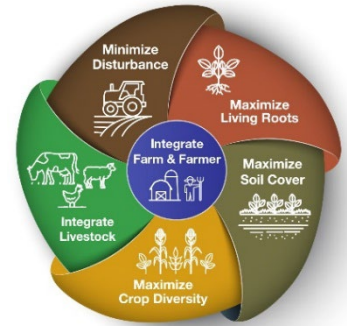 Minimize
Disturbance
Maximize
Living Roots
Integrate
Farm & Farmer
Maximize
Soil Cover
Integrate
Livestock
Maximize
Crop Diversity